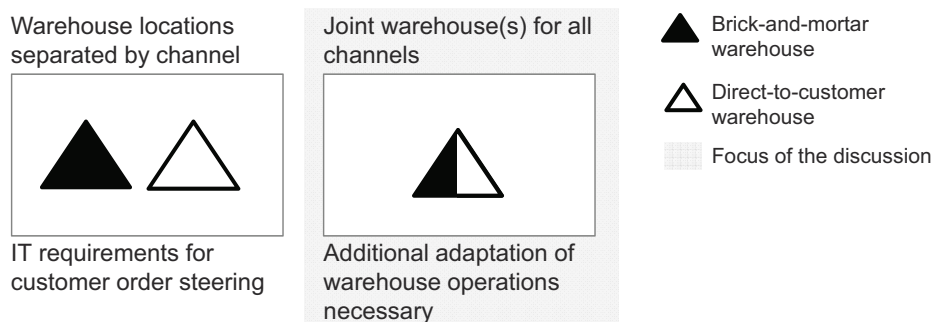 Warehouse locations
separated by channel
IT requirements for
customer order steering
Joint warehouse(s) for all
channels
Additional adaptation of
warehouse operations
necessary
Brick-and-mortar
warehouse
Direct-to-customer
warehouse
Focus of the discussion